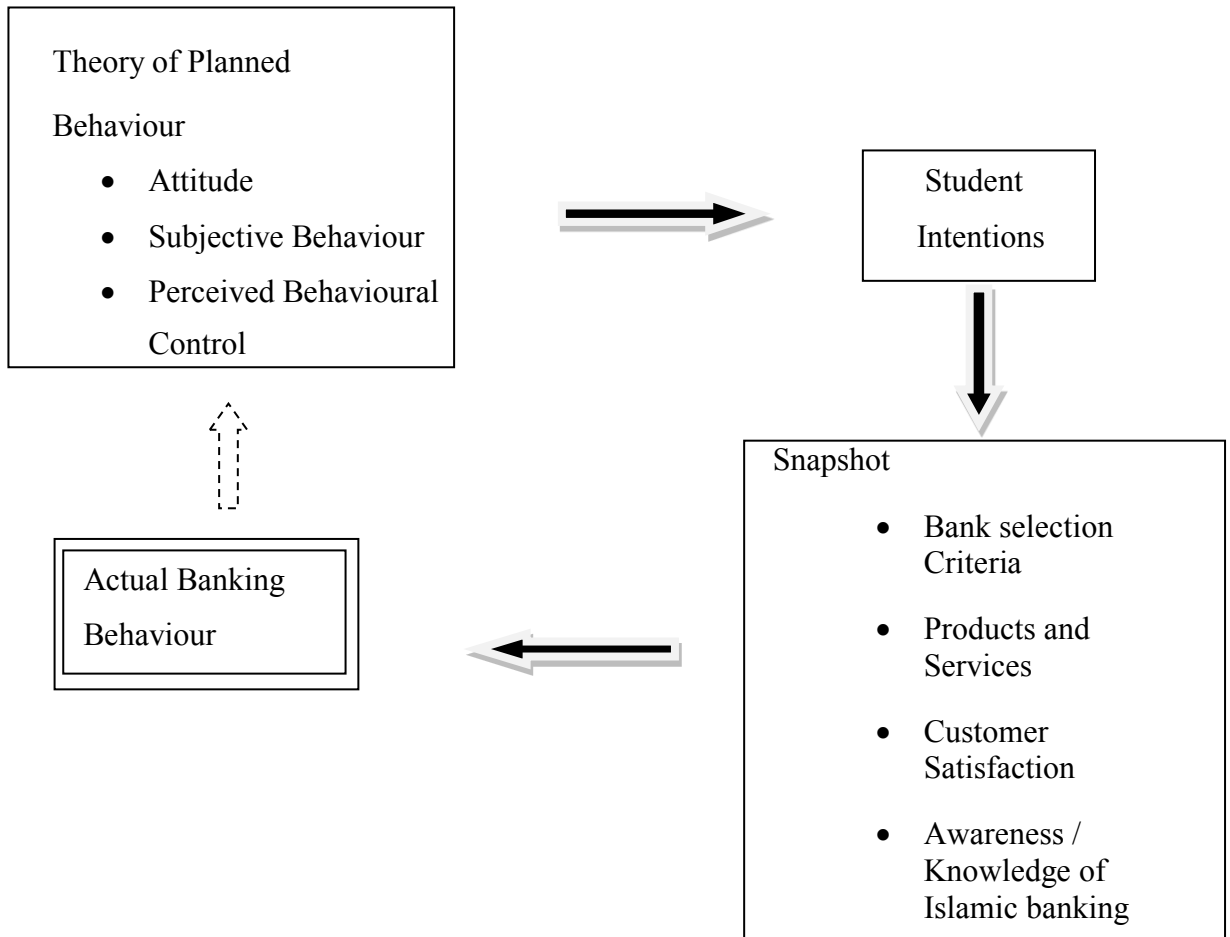 Theory of Planned
Behaviour
• Attitude
• Subjective Behaviour
• Perceived Behavioural
Control
Student
Intentions
Snapshot
• Bank selection
Criteria
• Products and
Services
• Customer
Satisfaction
• Awareness /
Knowledge of
Islamic banking
Actual Banking
Behaviour